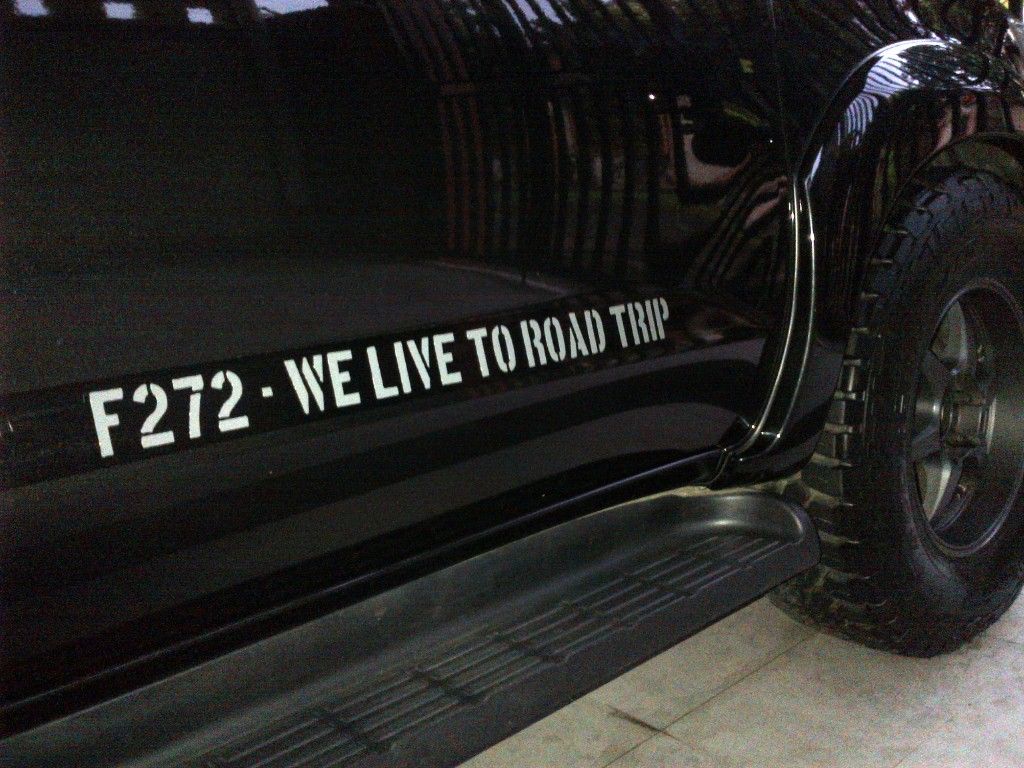 F272 - WE LIVE TO ROAD TRIP